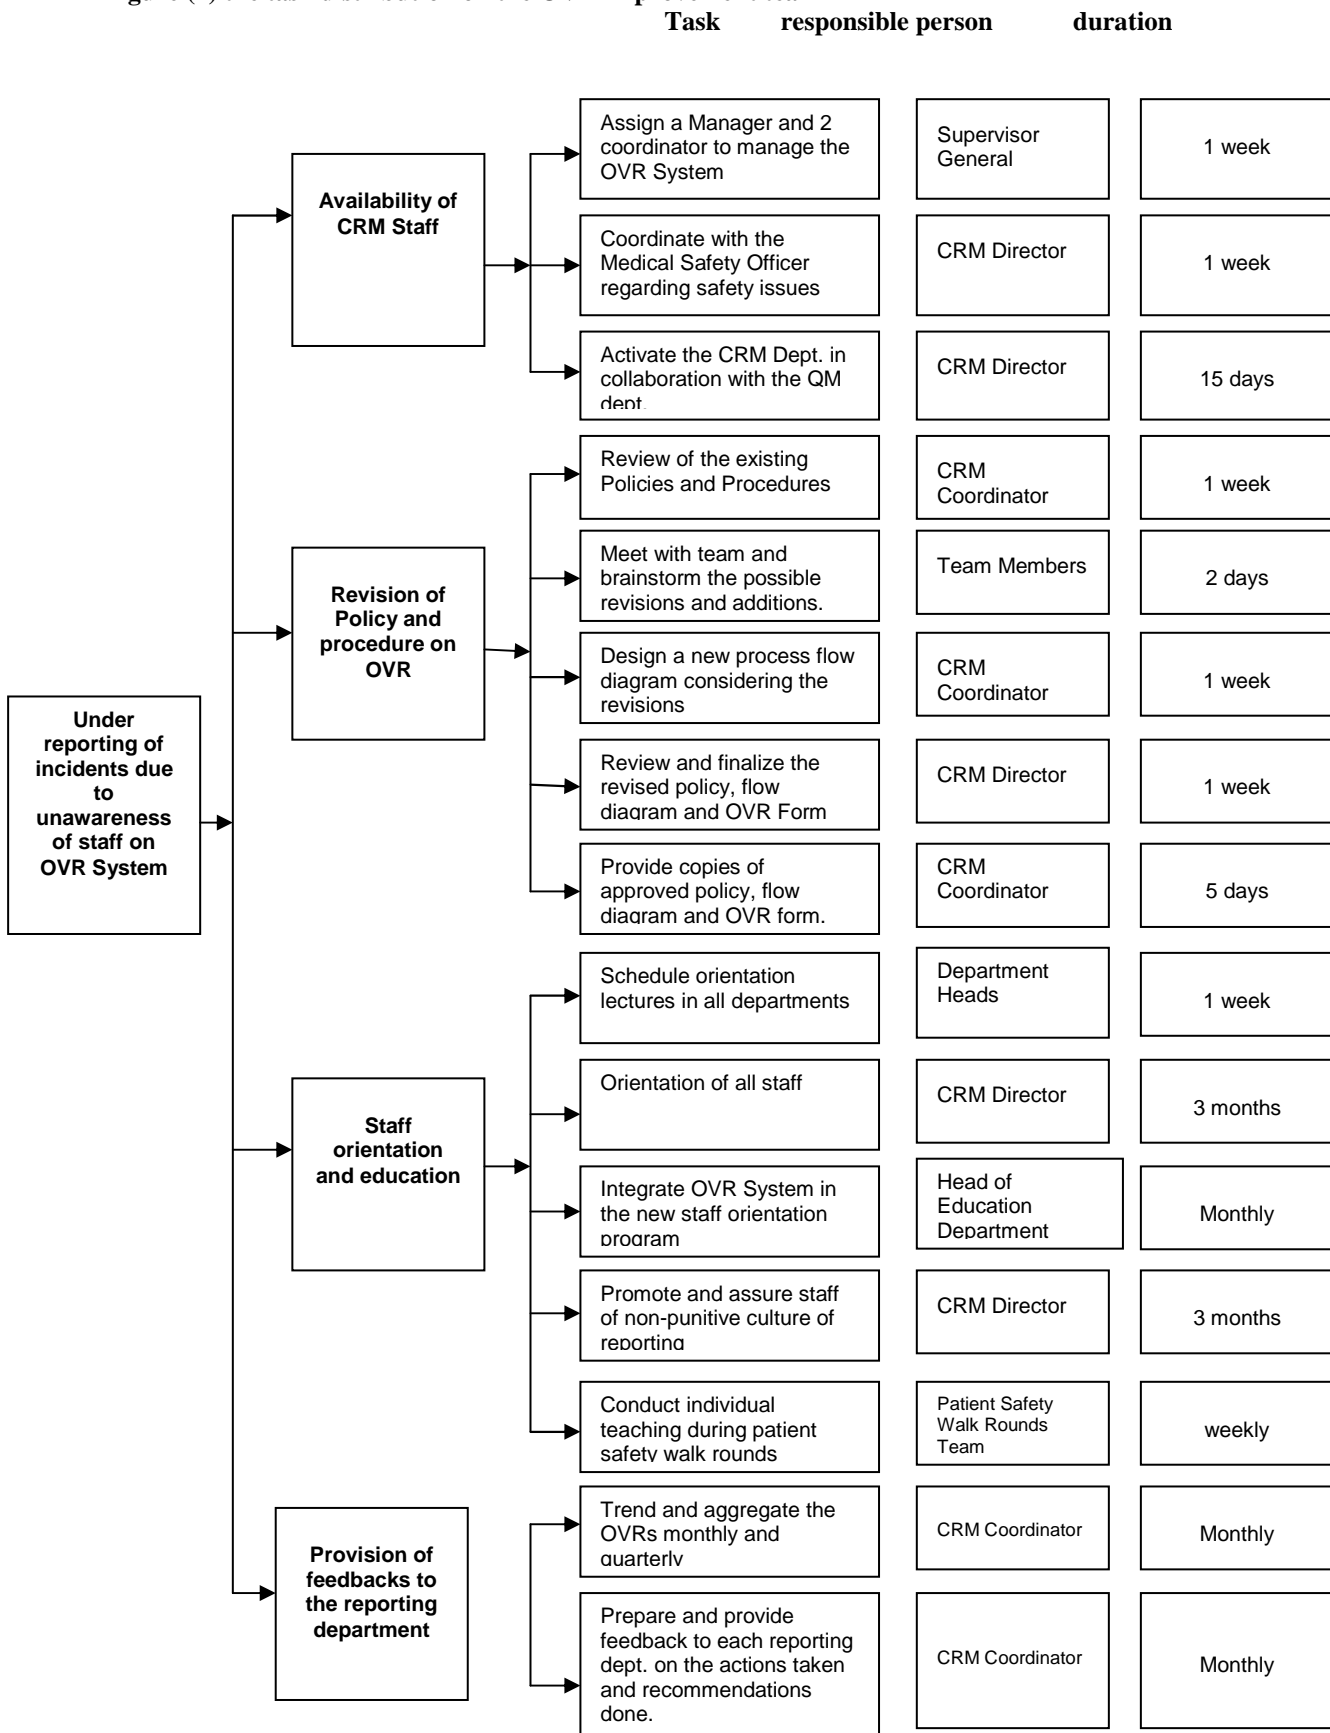 Task responsible person duration
Assign a Manager and 2
coordinator to manage the
OVR System
Supervisor
General
1 week
Availability of
CRM Staff
Coordinate with the
Medical Safety Officer
regarding safety issues
CRM Director
1 week
Activate the CRM Dept. in
collaboration with the QM
dept.
CRM Director
15 days
Review of the existing
Policies and Procedures
CRM
Coordinator
1 week
Meet with team and
brainstorm the possible
revisions and additions.
Team Members
2 days
Revision of
Policy and
procedure on
OVR
Design a new process flow
diagram considering the
revisions
CRM
Coordinator
1 week
Under
reporting of
incidents due
to
unawareness
of staff on
OVR System
Review and finalize the
revised policy, flow
diagram and OVR Form
CRM Director
1 week
Provide copies of
approved policy, flow
diagram and OVR form.
CRM
Coordinator
5 days
Schedule orientation
lectures in all departments
Department
Heads
1 week
Orientation of all staff
CRM Director
3 months
Staff
orientation
and education
Integrate OVR System in
the new staff orientation
program
Head of
Education
Department
Monthly
Promote and assure staff
of non-punitive culture of
reporting
CRM Director
3 months
Conduct individual
teaching during patient
safety walk rounds
Patient Safety
Walk Rounds
Team
weekly
Trend and aggregate the
OVRs monthly and
quarterly
CRM Coordinator
Monthly
Provision of
feedbacks to
the reporting
department
Prepare and provide
feedback to each reporting
dept. on the actions taken
and recommendations
done.
CRM Coordinator
Monthly